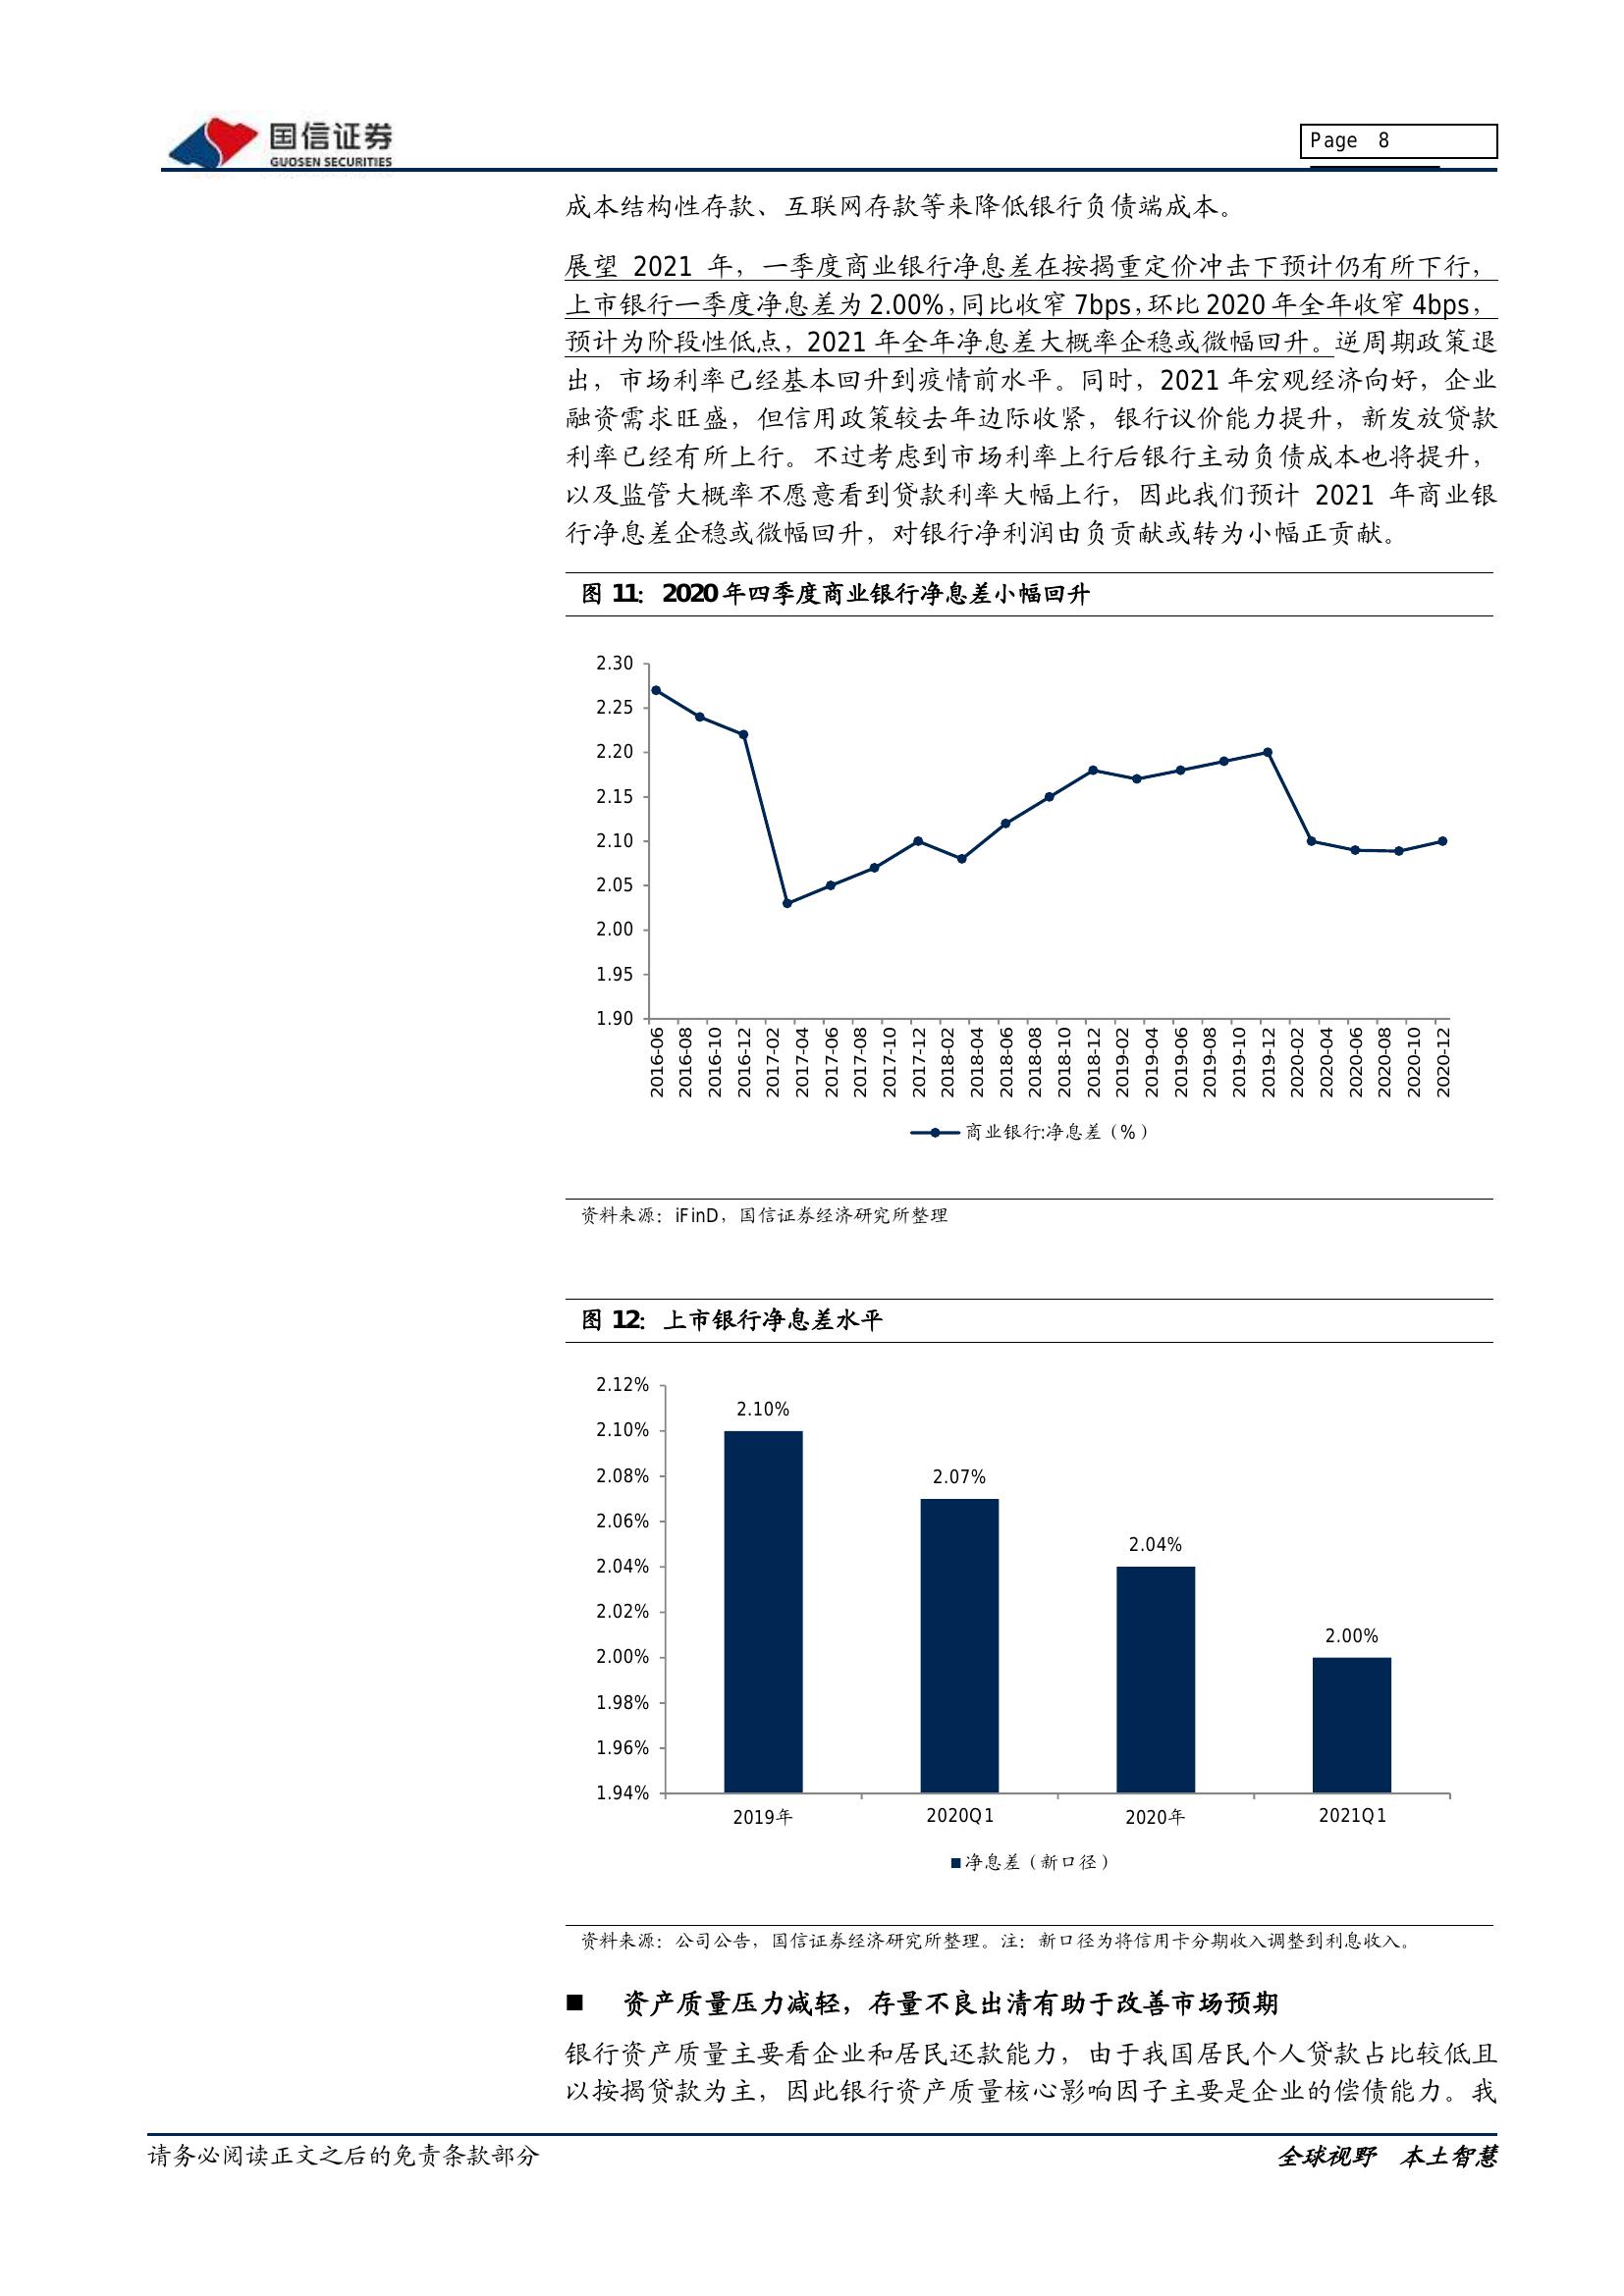 国信证券
GUOSEN SECURITIES
Page 8
成本结构性存款、互联网存款等来降低银行负债端成本。
展望 2021 年，一季度商业银行净息差在按揭重定价冲击下预计仍有所下行，
上市银行一季度净息差为 2.00%，同比收窄 7bps，环比 2020 年全年收窄 4bps，
预计为阶段性低点，2021 年全年净息差大概率企稳或微幅回升。逆周期政策退
出，市场利率已经基本回升到疫情前水平。同时，2021 年宏观经济向好，企业
融资需求旺盛，但信用政策较去年边际收紧，银行议价能力提升，新发放贷款
利率已经有所上行。不过考虑到市场利率上行后银行主动负债成本也将提升，
以及监管大概率不愿意看到贷款利率大幅上行，因此我们预计 2021 年商业银
行净息差企稳或微幅回升，对银行净利润由负贡献或转为小幅正贡献。
图 11：2020 年四季度商业银行净息差小幅回升
2.30
2.25
2.20
2.15
2.10
2.05
2.00
1.95
1.90
2016-06
2016-08
2016-10
2016-12
2017-02
2017-04
2017-06
2017-08
2017-10
2017-12
2018-02
2018-04
2018-06
2018-08
2018-10
2018-12
2019-02
2019-04
2019-06
2019-08
2019-10
2019-12
2020-02
2020-04
2020-06
2020-08
2020-10
2020-12
商业银行:净息差（%）
资料来源：iFinD，国信证券经济研究所整理
图 12：上市银行净息差水平
2.12%
2.10%
2.08%
2.06%
2.04%
2.02%
2.00%
1.98%
1.96%
1.94%
2.10%
2.07%
2.04%
2.00%
2019年
2020Q1
2020年
2021Q1
净息差（新口径）
资料来源：公司公告，国信证券经济研究所整理。注：新口径为将信用卡分期收入调整到利息收入。
■ 资产质量压力减轻，存量不良出清有助于改善市场预期
银行资产质量主要看企业和居民还款能力，由于我国居民个人贷款占比较低且
以按揭贷款为主，因此银行资产质量核心影响因子主要是企业的偿债能力。我
请务必阅读正文之后的免责条款部分
全球视野 本土智慧